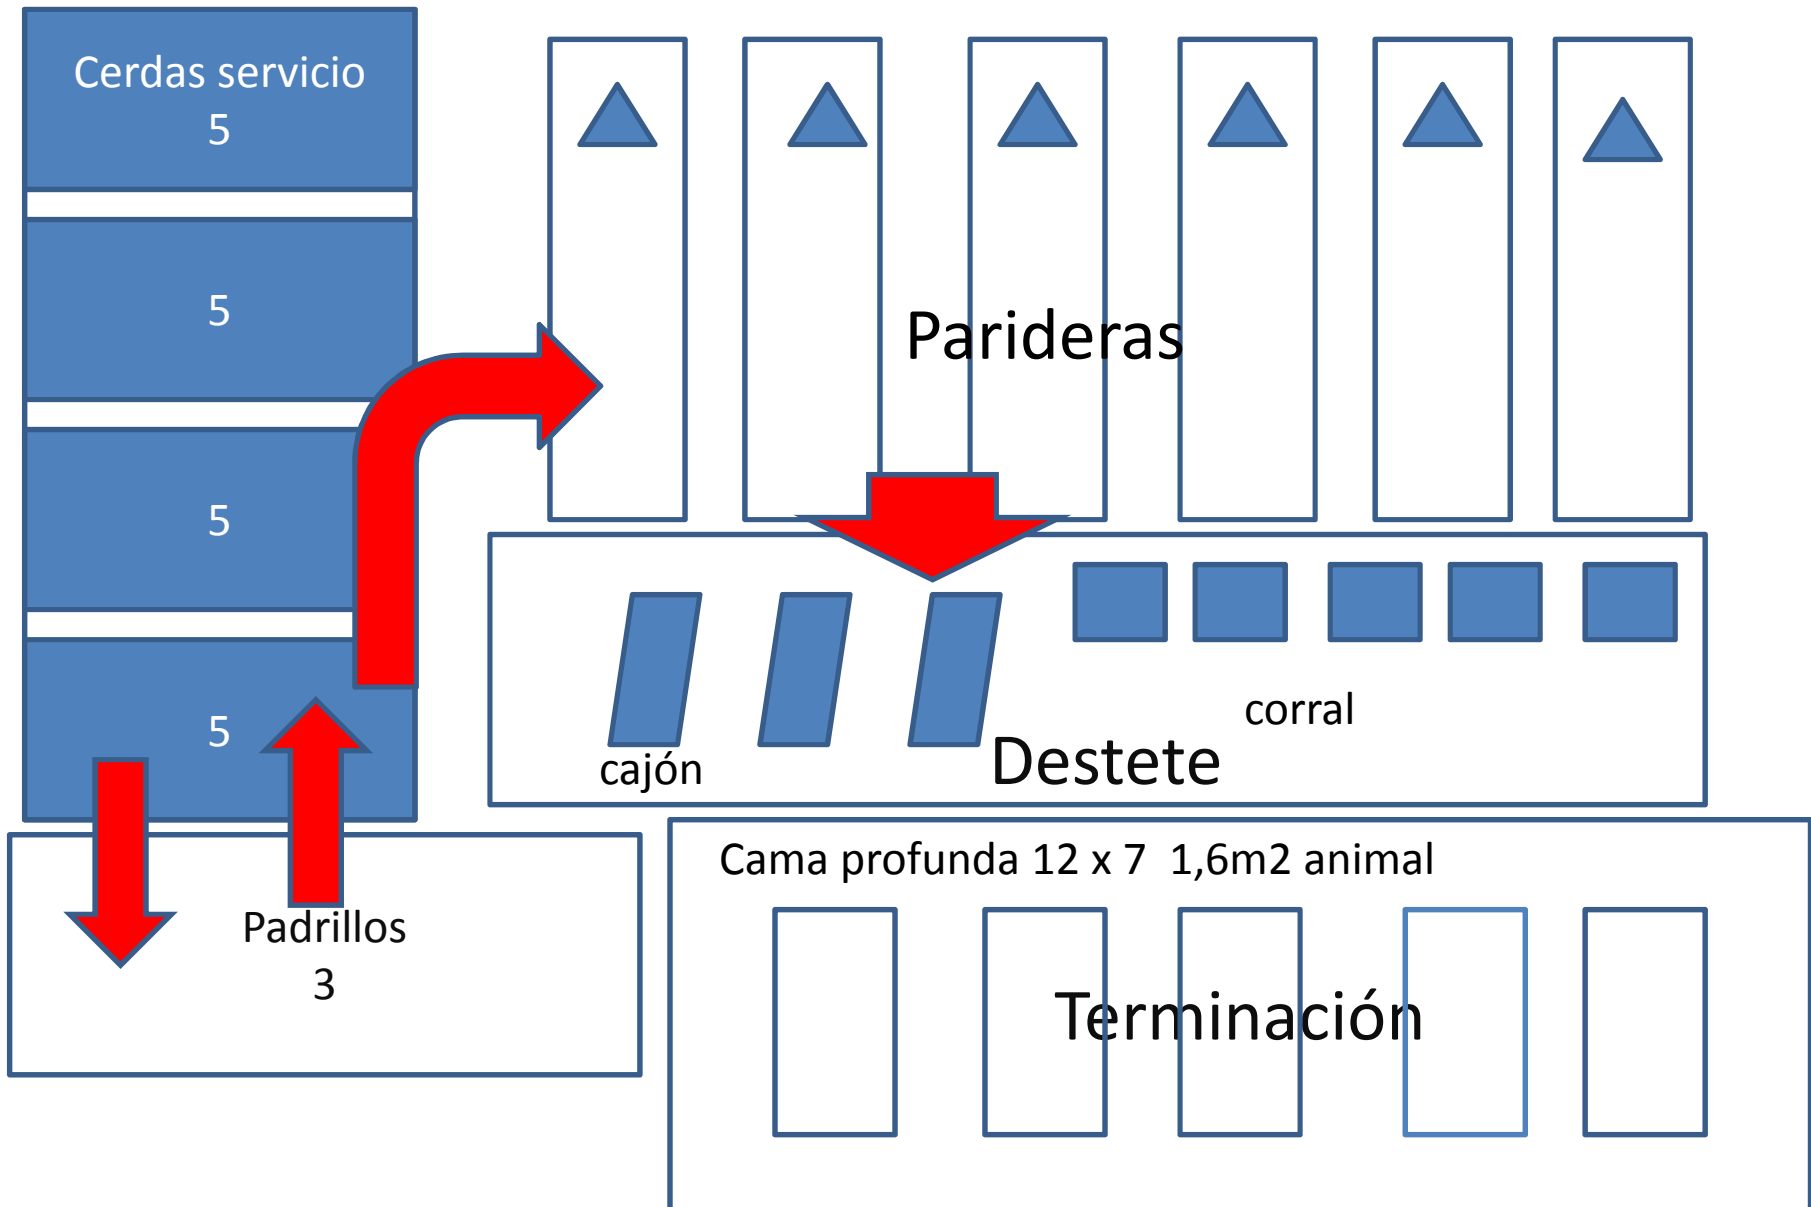 Cerdas servicio
5
5
5
5
Padrillos
3
Parideras
cajón
corral
Destete
Cama profunda 12 x 7  1,6m2 animal
Terminación